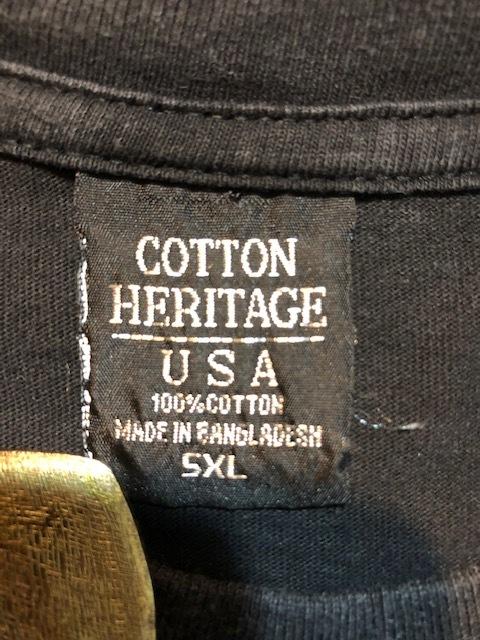 COTTON
HERITAGE
USA
100%COTTON
MADE IN BANGLADESH
5XL